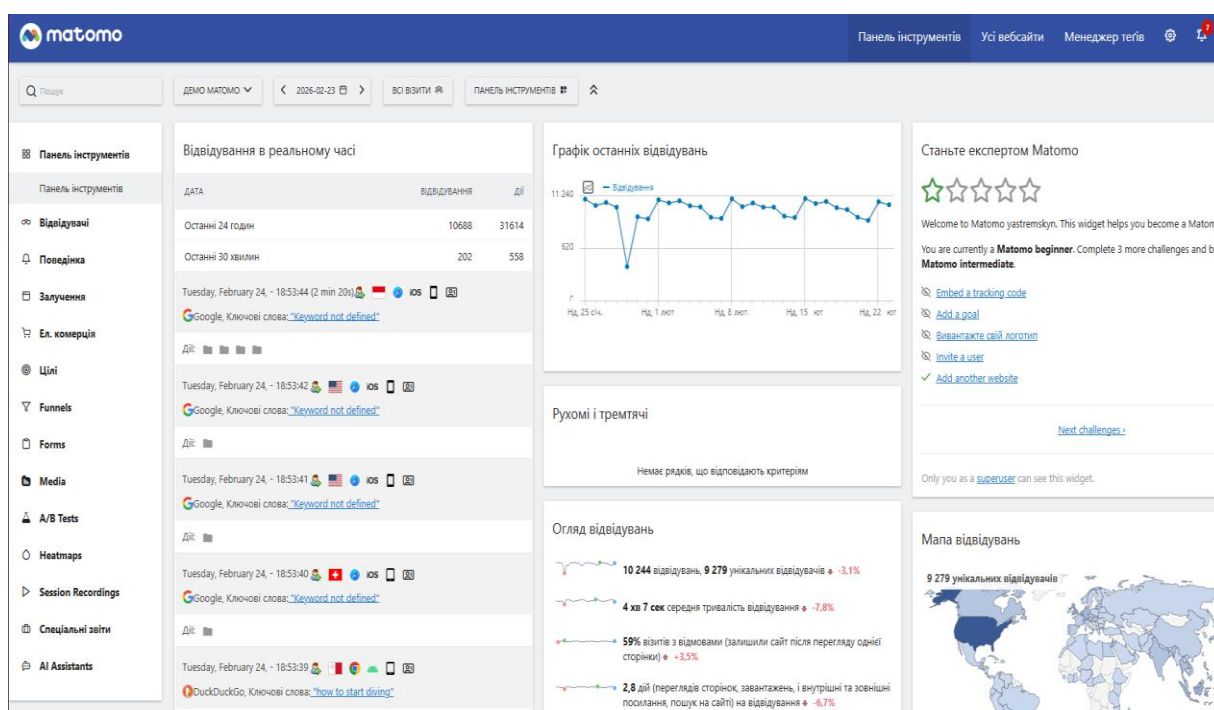 matomo
Панель інструментів
Усі вебсайти
Менеджер тегів
7
Пошук
ДЕМО MATOMO
2026-02-23
ВСІ ВІЗИТИ
ПАНЕЛЬ ІНСТРУМЕНТІВ
Панель інструментів
Панель інструментів
Відвідувачі
Поведінка
Залучення
Ел. комерція
Цілі
Funnels
Forms
Media
A/B Tests
Heatmaps
Session Recordings
Спеціальні звіти
AI Assistants
Відвідування в реальному часі
ДАТА ВІДВІДУВАННЯ ДІЇ
Останні 24 годин 10688 31614
Останні 30 хвилин 202 558
Tuesday, February 24, - 18:53:44 (2 min 20s) iOS
Google, Ключові слова: "Keyword not defined"
Дії:
Tuesday, February 24, - 18:53:42 iOS
Google, Ключові слова: "Keyword not defined"
Дії:
Tuesday, February 24, - 18:53:41 iOS
Google, Ключові слова: "Keyword not defined"
Дії:
Tuesday, February 24, - 18:53:40 iOS
Google, Ключові слова: "Keyword not defined"
Дії:
Tuesday, February 24, - 18:53:39
DuckDuckGo, Ключові слова: "how to start diving"
Графік останніх відвідувань
Відвідування
11 240
620
Нд, 25 січ. Нд, 1 лют Нд, 8 лют. Нд, 15 ют Нд, 22 ют
Рухомі і тремтячі
Немає рядків, що відповідають критеріям
Огляд відвідувань
10 244 відвідувань, 9 279 унікальних відвідувачів -3,1%
4 хв 7 сек середня тривалість відвідування -7,8%
59% візитів з відмовами (залишили сайт після перегляду однієї
сторінки) +3,5%
2,8 дій (переглядів сторінок, завантажень, і внутрішні та зовнішні
посилання, пошук на сайті) на відвідування -6,7%
Станьте експертом Matomo
Welcome to Matomo yastremskyn. This widget helps you become a Matom
You are currently a Matomo beginner. Complete 3 more challenges and b
Matomo intermediate.
Embed a tracking code
Add a goal
Вивантажте свій логотип
Invite a user
Add another website
Next challenges ›
Only you as a superuser can see this widget.
Мапа відвідувань
9 279 унікальних відвідувачів